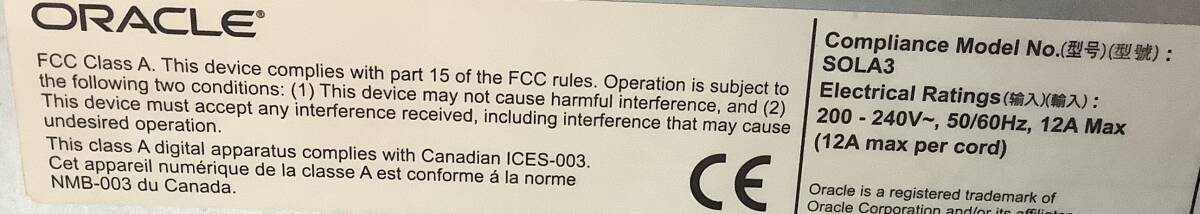 ORACLE®
FCC Class A. This device complies with part 15 of the FCC rules. Operation is subject to
the following two conditions: (1) This device may not cause harmful interference, and (2)
This device must accept any interference received, including interference that may cause
undesired operation.
This class A digital apparatus complies with Canadian ICES-003.
Cet appareil numérique de la classe A est conforme á la norme
NMB-003 du Canada.
CE
Compliance Model No.(型号)(型號) :
SOLA3
Electrical Ratings(输入)(輸入) :
200 - 240V~, 50/60Hz, 12A Max
(12A max per cord)
Oracle is a registered trademark of
Oracle Corporation and/or its